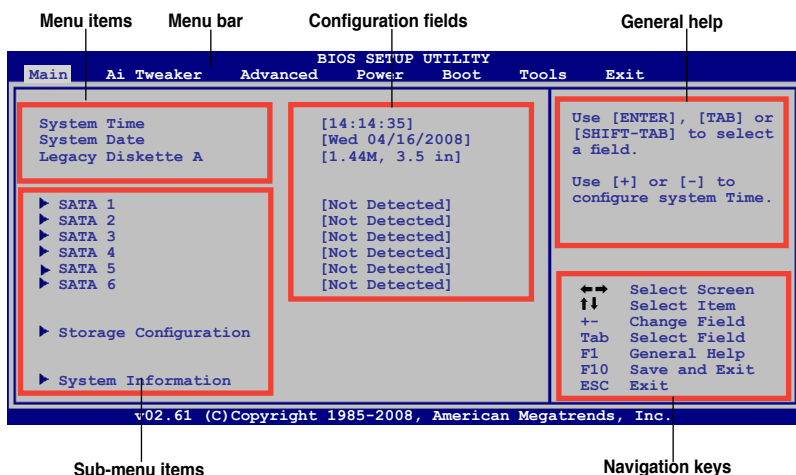 Menu items Menu bar Configuration fields General help
BIOS SETUP UTILITY
Main Ai Tweaker Advanced Power Boot Tools Exit
System Time [14:14:35]
System Date [Wed 04/16/2008]
Legacy Diskette A [1.44M, 3.5 in]
SATA 1 [Not Detected]
SATA 2 [Not Detected]
SATA 3 [Not Detected]
SATA 4 [Not Detected]
SATA 5 [Not Detected]
SATA 6 [Not Detected]
Storage Configuration
System Information
Use [ENTER], [TAB] or
[SHIFT-TAB] to select
a field.
Use [+] or [-] to
configure system Time.
←→ Select Screen
↑↓ Select Item
+- Change Field
Tab Select Field
F1 General Help
F10 Save and Exit
ESC Exit
v02.61 (C)Copyright 1985-2008, American Megatrends, Inc.
Sub-menu items Navigation keys